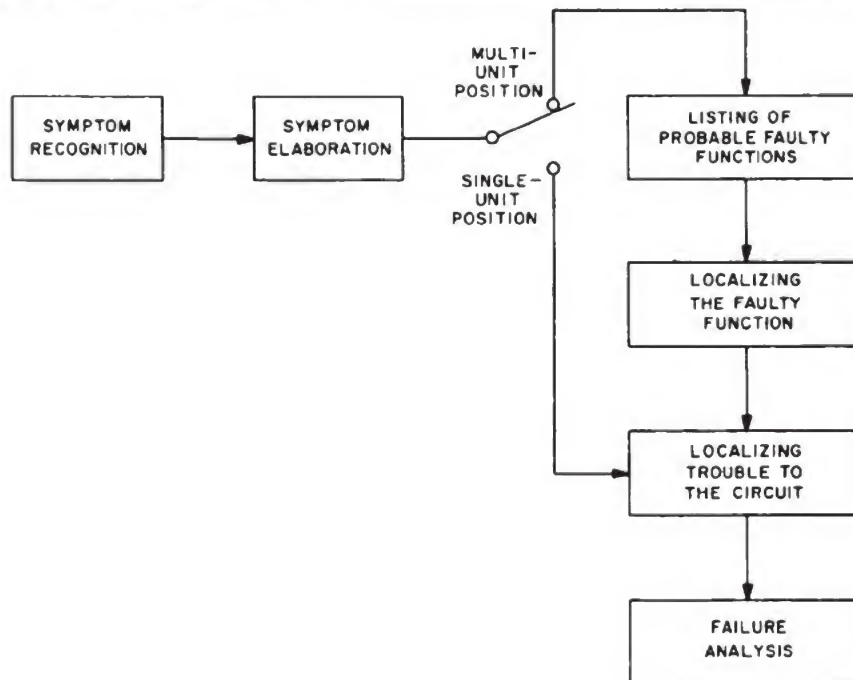 SYMPTOM
RECOGNITION
SYMPTOM
ELABORATION
MULTI-
UNIT
POSITION
SINGLE-
UNIT
POSITION
LISTING OF
PROBABLE FAULTY
FUNCTIONS
LOCALIZING
THE FAULTY
FUNCTION
LOCALIZING
TROUBLE TO
THE CIRCUIT
FAILURE
ANALYSIS